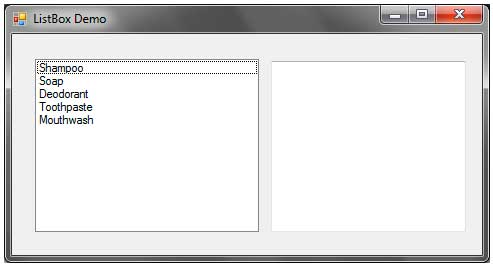 ListBox Demo
Shampoo
Soap
Deodorant
Toothpaste
Mouthwash